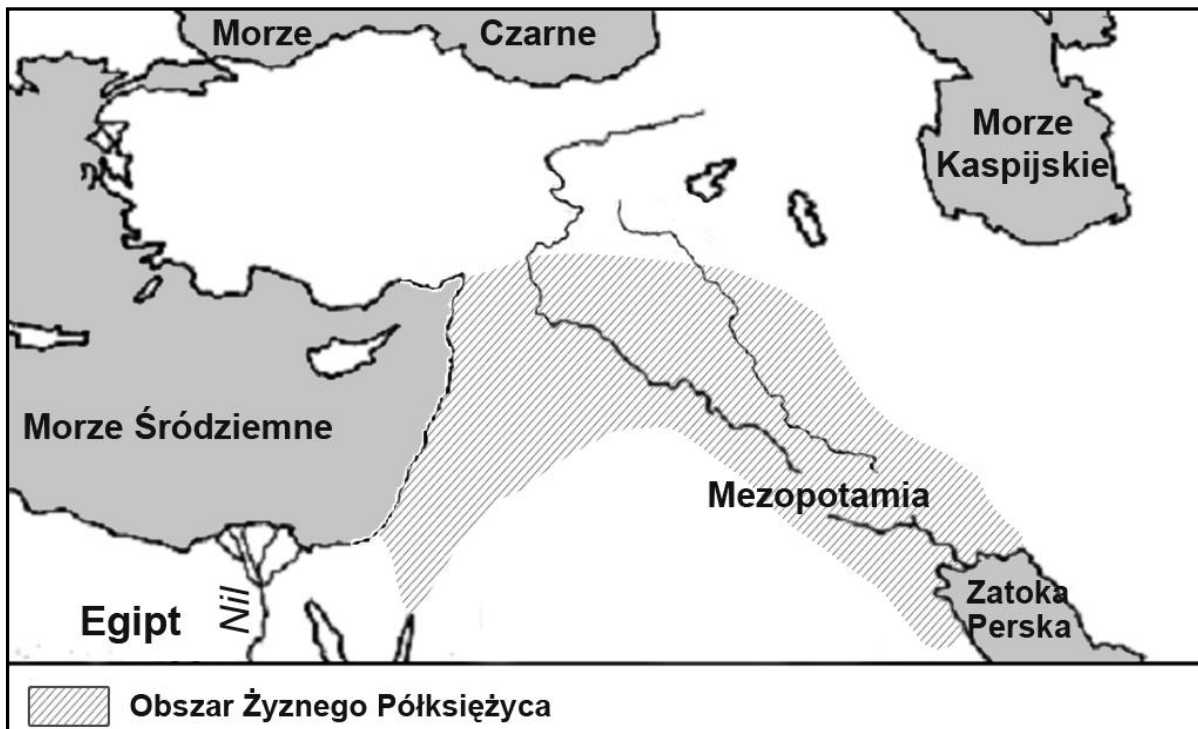 Morze Czarne
Morze
Kaspijskie
Morze Śródziemne
Mezopotamia
Egipt
Nil
Zatoka
Perska
Obszar Żyznego Półksiężyca